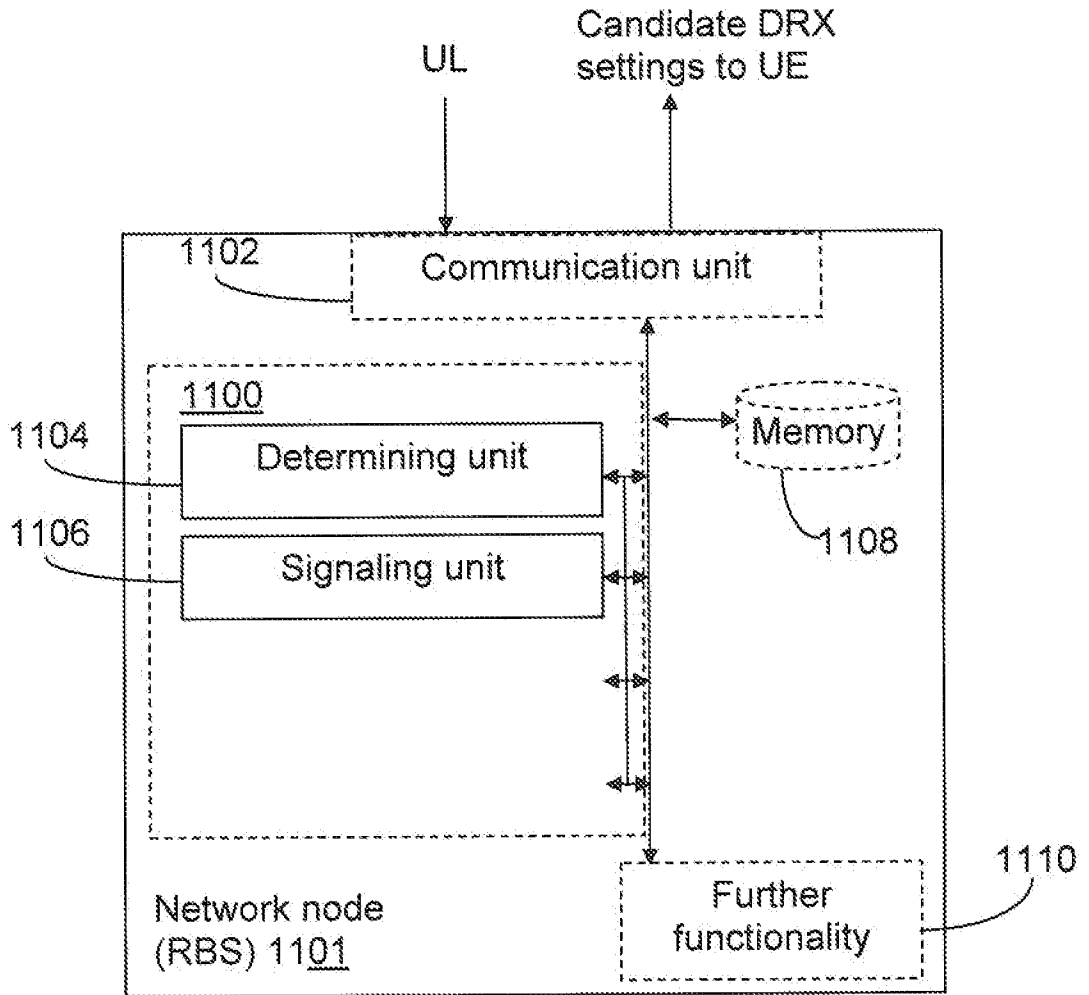 Candidate DRX
UL
settings to UE
1102
Communication unit
1100
1104
Determining unit
Memory
1106
Signaling unit
1108
1110
Further
functionality
Network node
(RBS) 1101